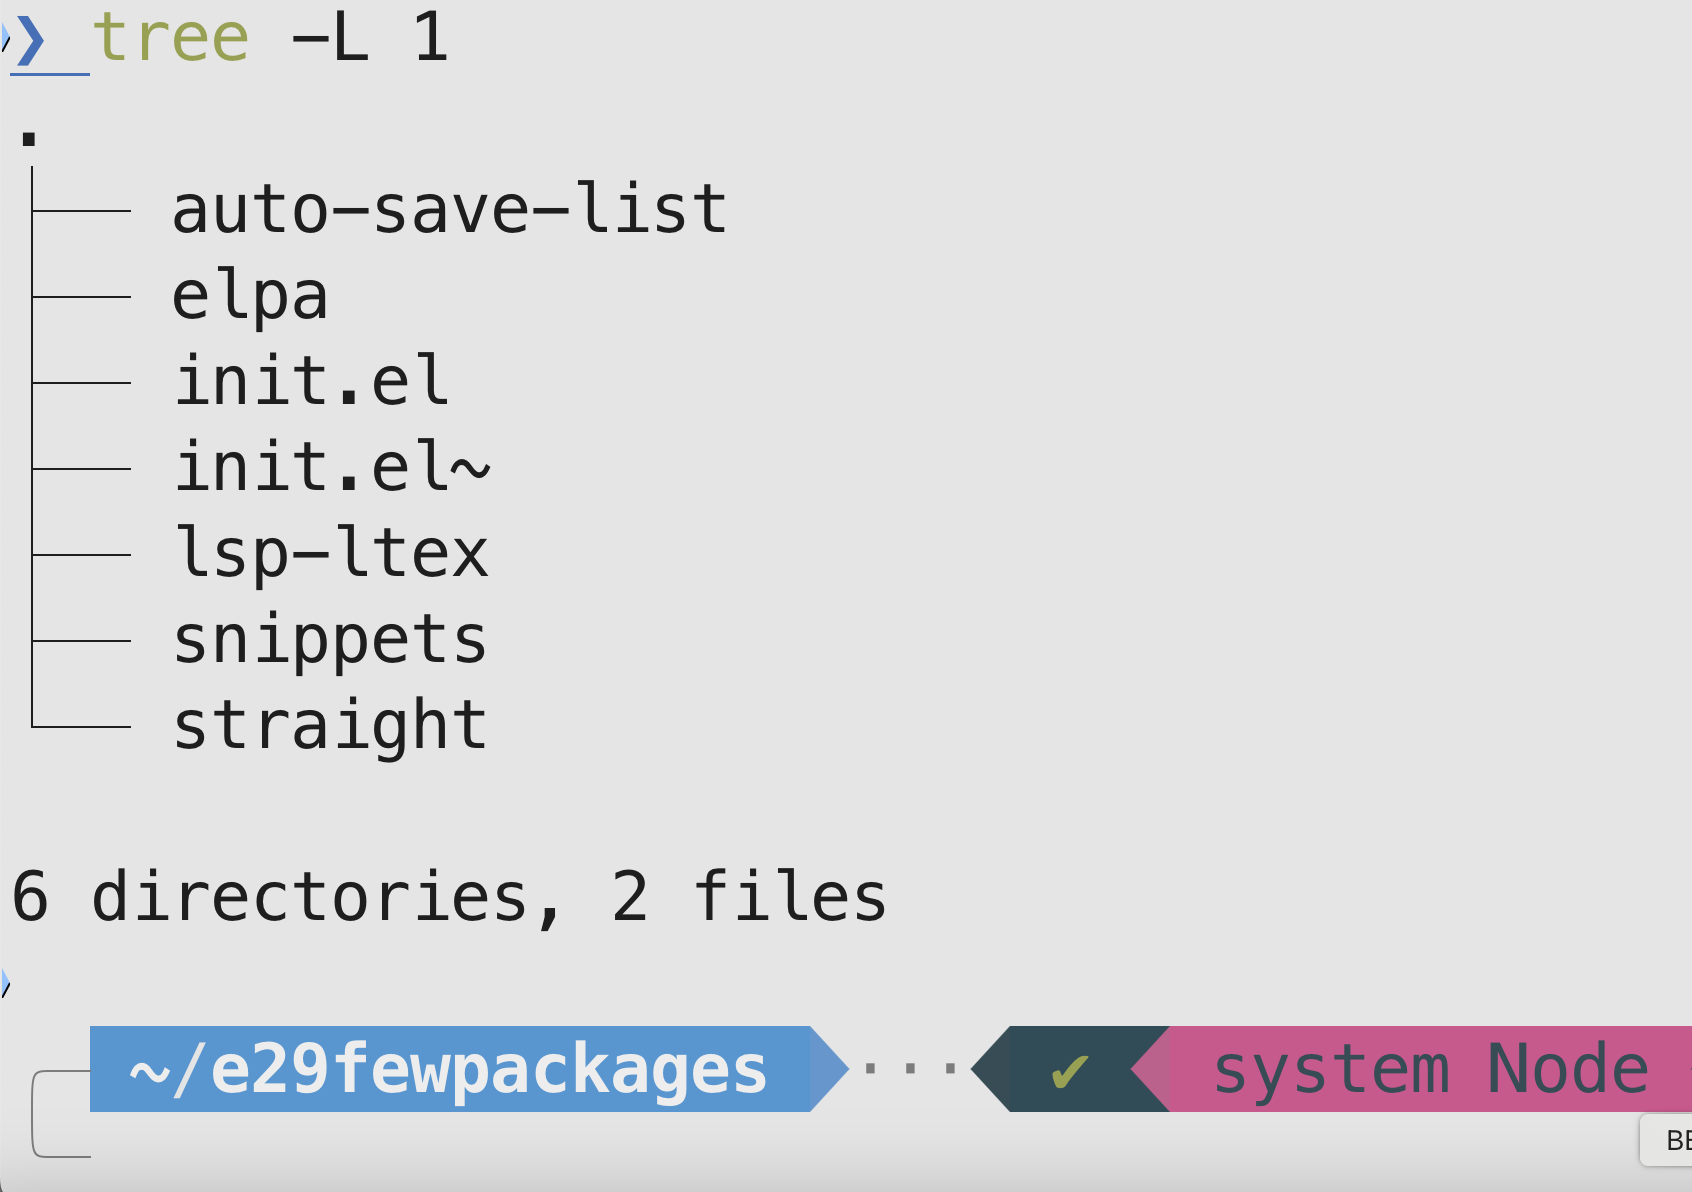 ❯ tree -L 1
.
├── auto-save-list
├── elpa
├── init.el
├── init.el~
├── lsp-ltex
├── snippets
└── straight
6 directories, 2 files
~/e29fewpackages ··· ✔ system Node